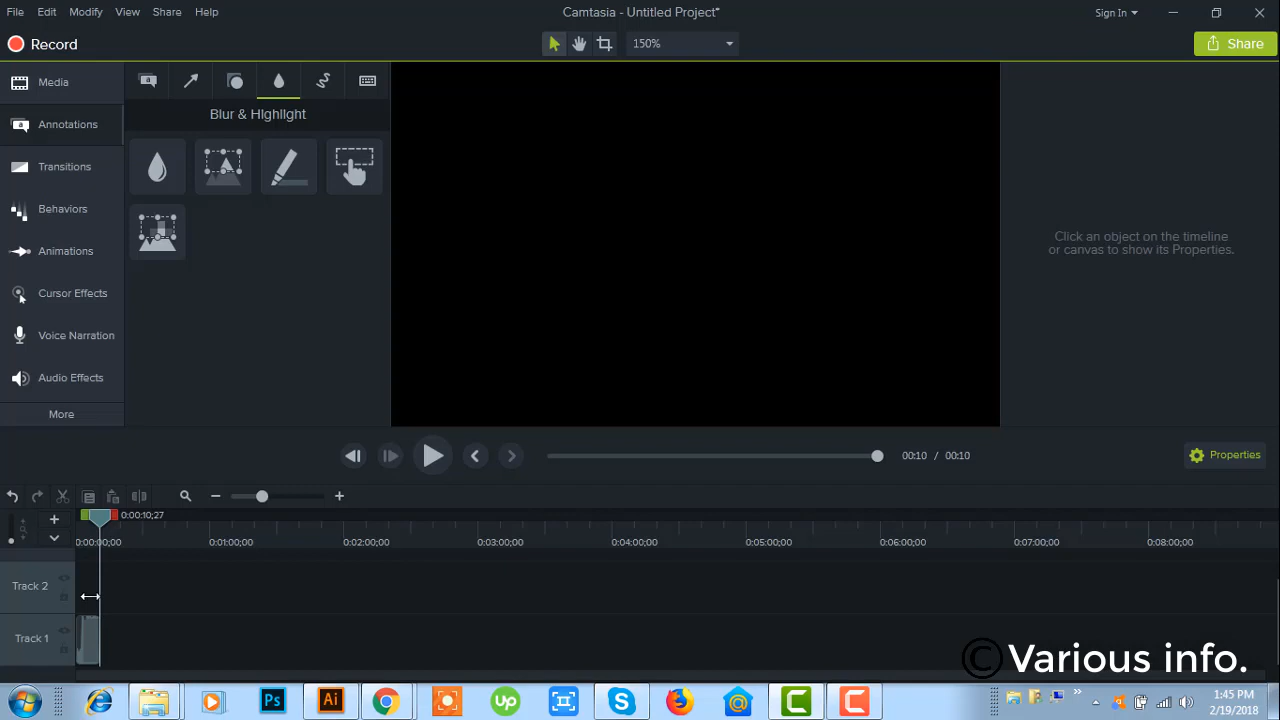 File Edit Modify View Share Help
Camtasia - Untitled Project*
Sign In
Record
150%
Share
Media
Annotations
Transitions
Behaviors
Animations
Cursor Effects
Voice Narration
Audio Effects
More
Blur & Highlight
Click an object on the timeline
or canvas to show its Properties.
00:10 / 00:10
Properties
0:00:10;27
0:00:00;00 0:01:00;00 0:02:00;00 0:03:00;00 0:04:00;00 0:05:00;00 0:06:00;00 0:07:00;00 0:08:00;00
Track 2
Track 1
© Various info.
Ps Ai Up
1:45 PM
2/19/2018